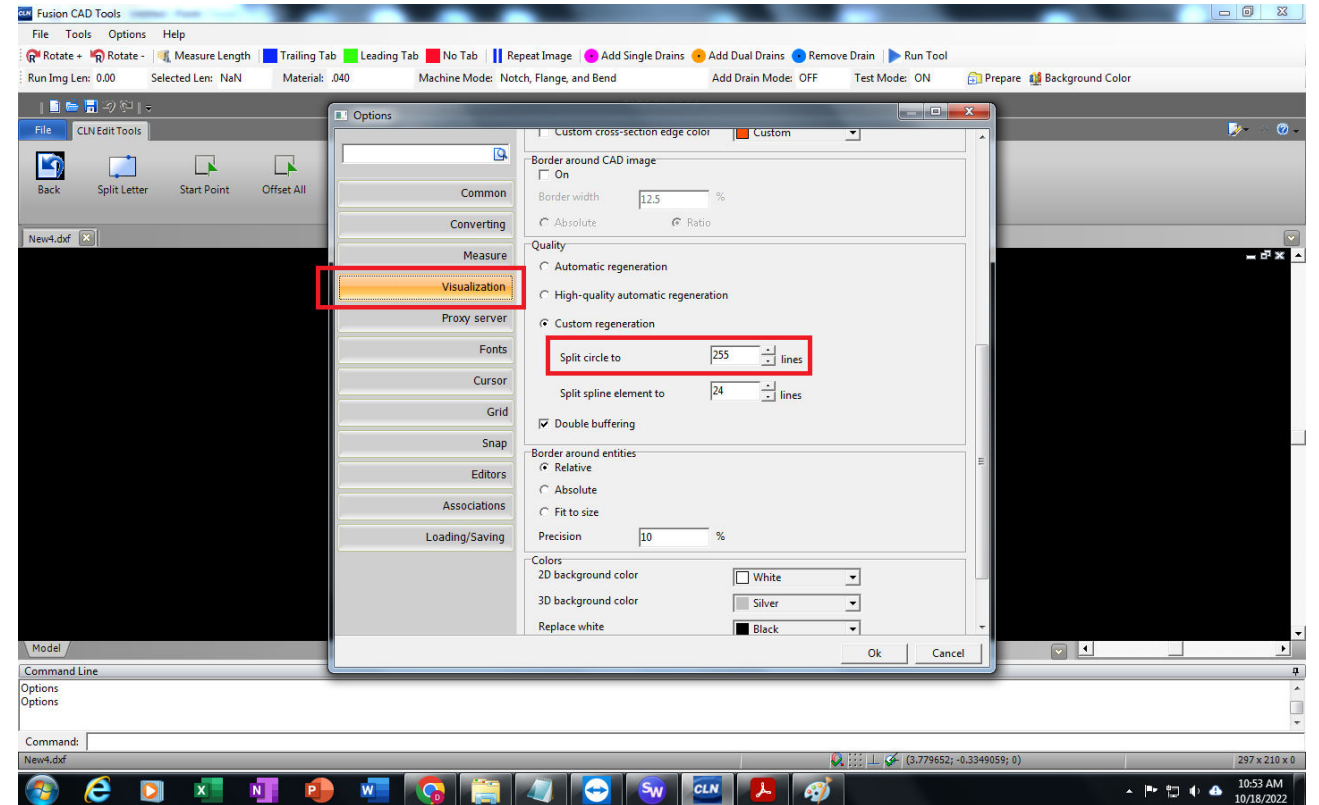 CLN Fusion CAD Tools
File Tools Options Help
Rotate + Rotate - Measure Length Trailing Tab Leading Tab No Tab Repeat Image Add Single Drains Add Dual Drains Remove Drain Run Tool
Run Img Len: 0.00 Selected Len: NaN Material: .040 Machine Mode: Notch, Flange, and Bend Add Drain Mode: OFF Test Mode: ON Prepare Background Color
File CLN Edit Tools
Back Split Letter Start Point Offset All
New4.dxf
Options
Common
Converting
Measure
Visualization
Proxy server
Fonts
Cursor
Grid
Snap
Editors
Associations
Loading/Saving
Custom cross-section edge color Custom
Border around CAD image
On
Border width 12.5 %
Absolute Ratio
Quality
Automatic regeneration
High-quality automatic regeneration
Custom regeneration
Split circle to 255 lines
Split spline element to 24 lines
Double buffering
Border around entities
Relative
Absolute
Fit to size
Precision 10 %
Colors
2D background color White
3D background color Silver
Replace white Black
Ok Cancel
Model
Command Line
Options
Options
Command:
New4.dxf (3.779652; -0.3349059; 0) 297 x 210 x 0
CLN
10:53 AM
10/18/2022